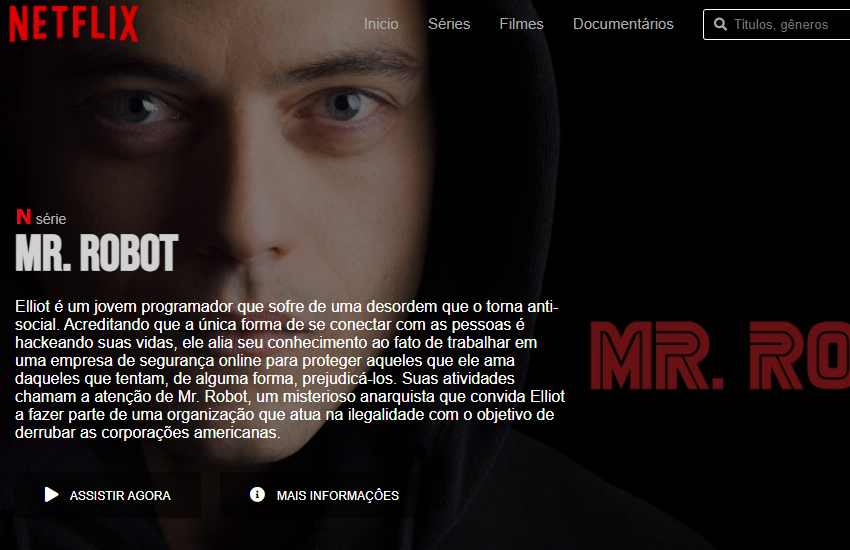 NETFLIX
Inicio Séries Filmes Documentários Titulos, gêneros
N série
MR. ROBOT
Elliot é um jovem programador que sofre de uma desordem que o torna anti-
social. Acreditando que a única forma de se conectar com as pessoas é
hackeando suas vidas, ele alia seu conhecimento ao fato de trabalhar em
uma empresa de segurança online para proteger aqueles que ele ama
daqueles que tentam, de alguma forma, prejudicá-los. Suas atividades
chamam a atenção de Mr. Robot, um misterioso anarquista que convida Elliot
a fazer parte de uma organização que atua na ilegalidade com o objetivo de
derrubar as corporações americanas.
MR. RO
ASSISTIR AGORA MAIS INFORMAÇÔES